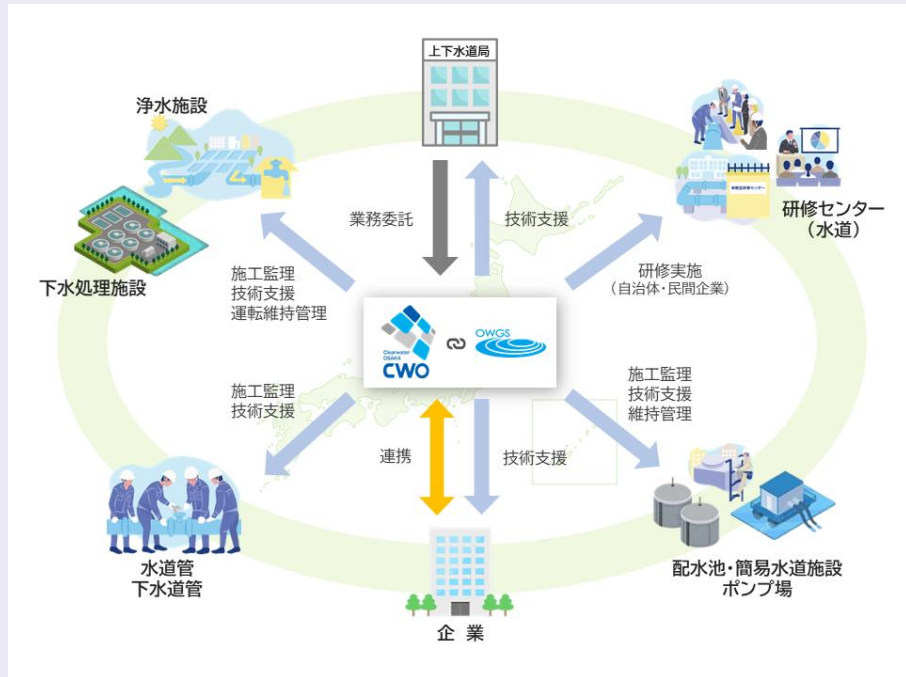 上下水道局
浄水施設
下水処理施設
業務委託
技術支援
研修センター
（水道）
施工監理
技術支援
運転維持管理
研修実施
（自治体・民間企業）
Clearwater
OSAKA
CWO
OWGS
施工監理
技術支援
施工監理
技術支援
維持管理
連携
技術支援
水道管
下水道管
企業
配水池・簡易水道施設
ポンプ場